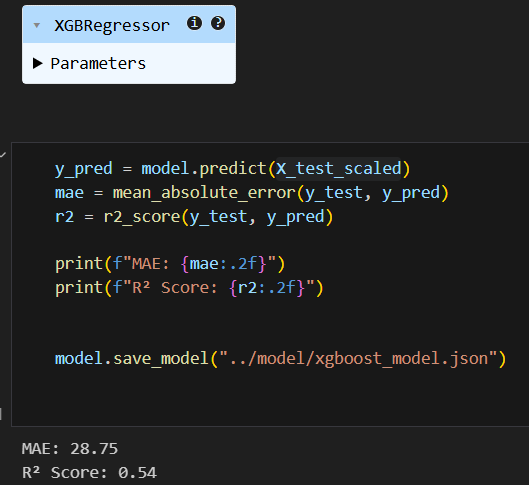 XGBRegressor
Parameters
y_pred = model.predict(X_test_scaled)
mae = mean_absolute_error(y_test, y_pred)
r2 = r2_score(y_test, y_pred)
print(f"MAE: {mae:.2f}")
print(f"R² Score: {r2:.2f}")
model.save_model("../model/xgboost_model.json")
MAE: 28.75
R² Score: 0.54